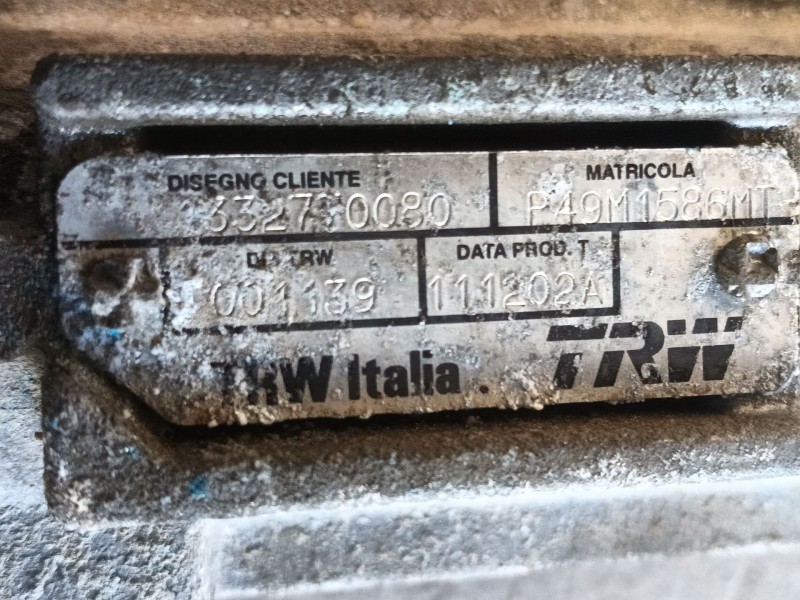 DISEGNO CLIENTE MATRICOLA
P49M1586MT
DATA PROD. T
001139 111202A
TRW Italia. TRW